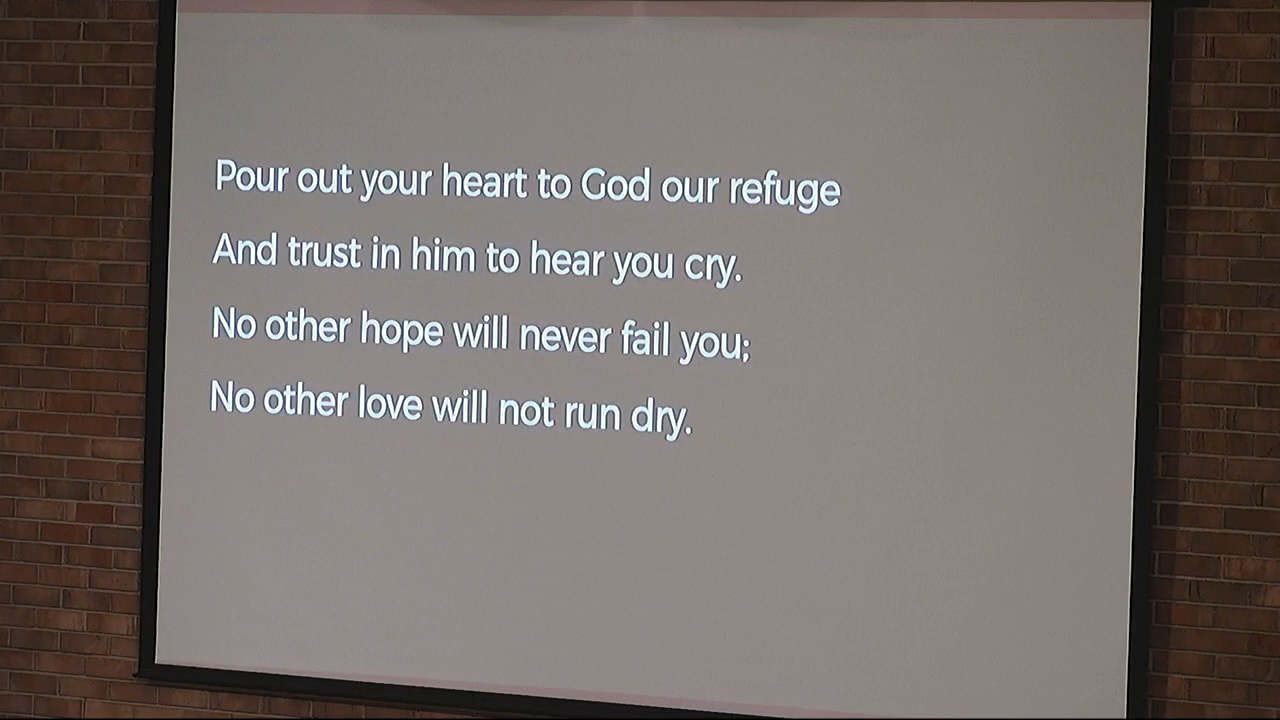 Pour out your heart to God our refuge
And trust in him to hear you cry.
No other hope will never fail you;
No other love will not run dry.